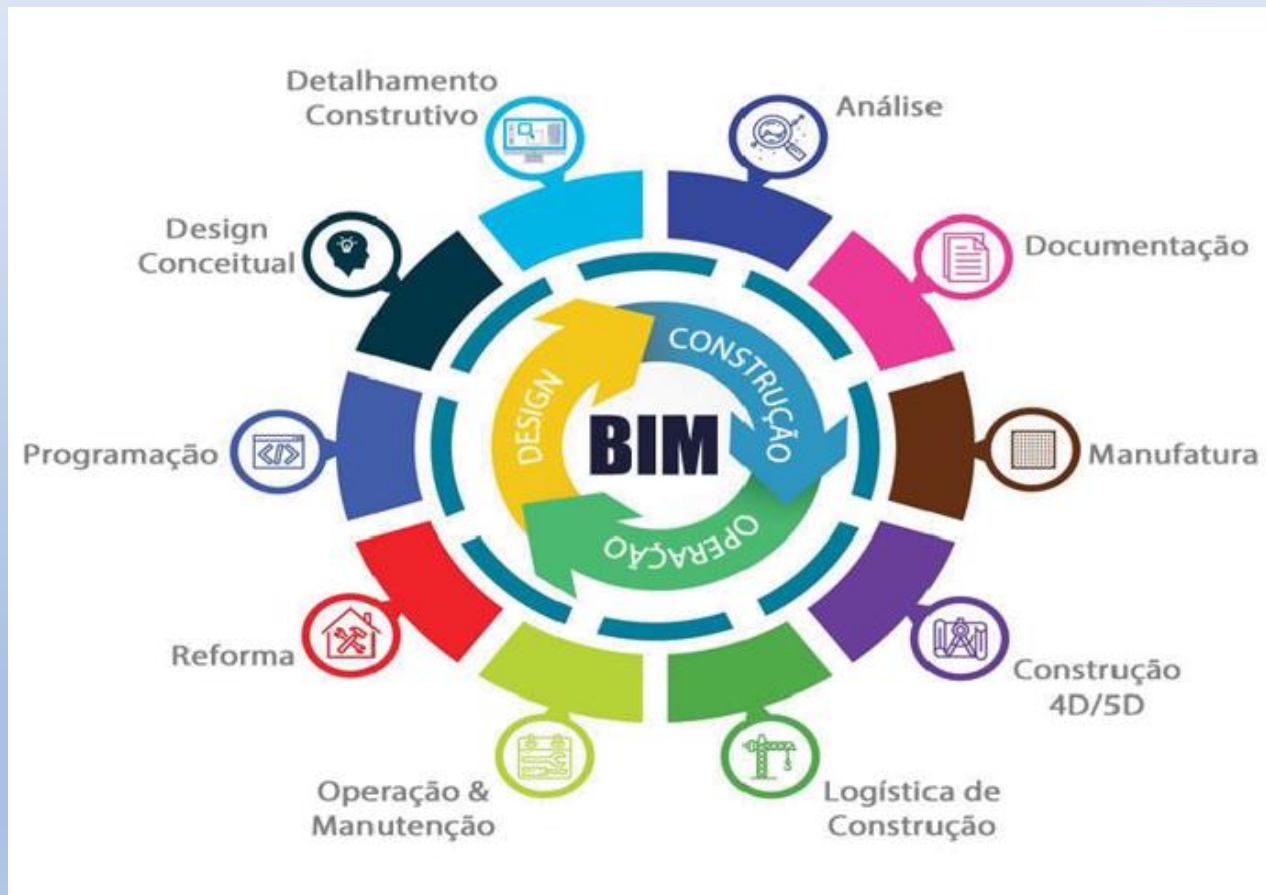 Detalhamento
Construtivo
Análise
Design
Conceitual
Documentação
Programação
DESIGN
CONSTRUÇÃO
BIM
OPERAÇÃO
Manufatura
Reforma
Construção
4D/5D
Operação &
Manutenção
Logística de
Construção